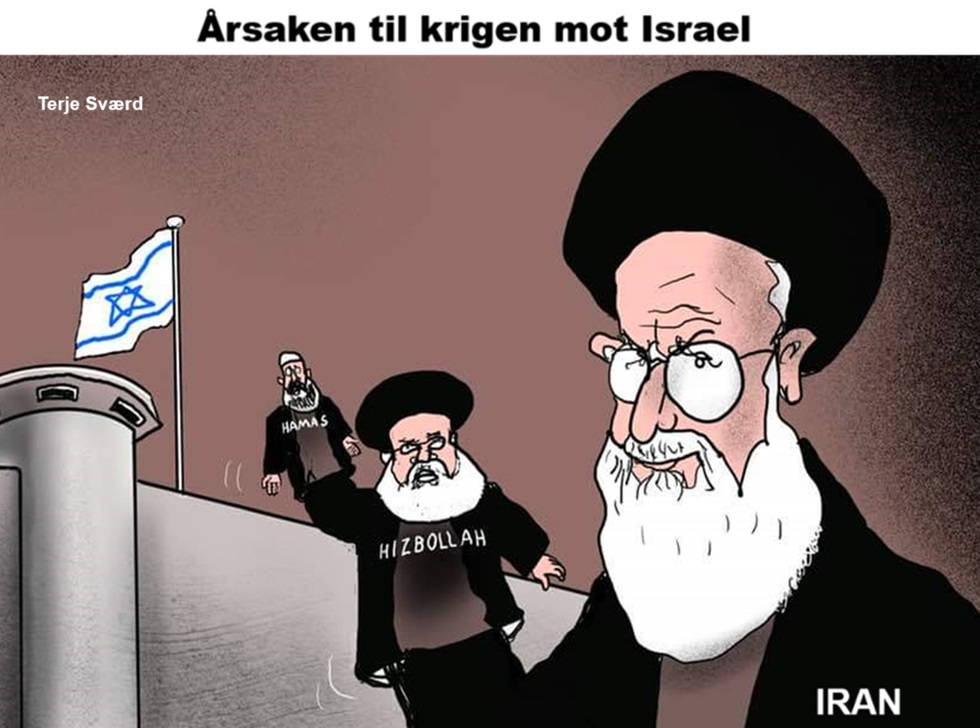 Årsaken til krigen mot Israel
Terje Sværd
HAMAS
HIZBOLLAH
IRAN